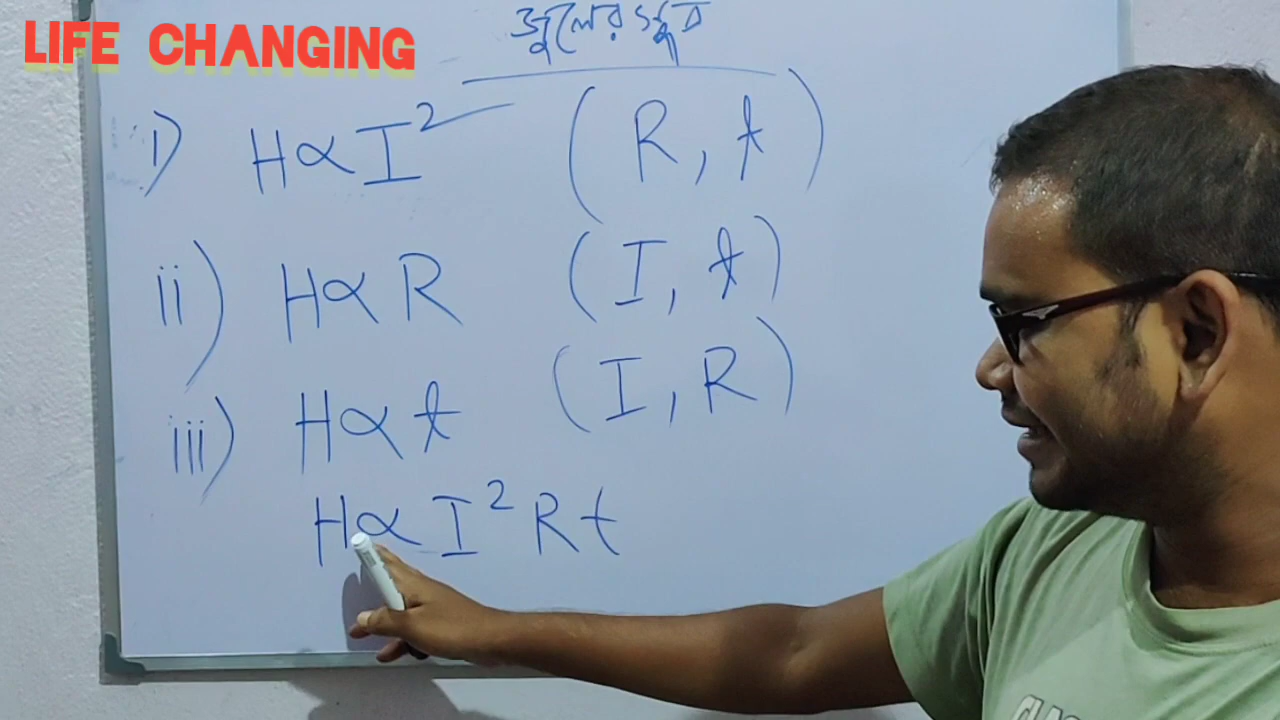 LIFE CHANGING
জুলের সূত্র
i) H∝I² (R, t)
ii) H∝R (I, t)
iii) H∝t (I, R)
H∝ I²Rt